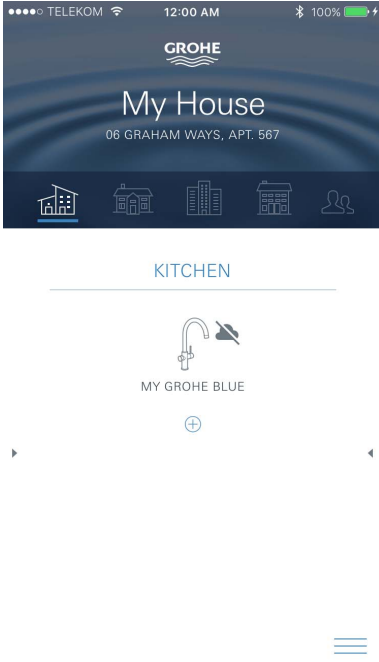 TELEKOM 12:00 AM 100%
GROHE
My House
06 GRAHAM WAYS, APT. 567
KITCHEN
MY GROHE BLUE